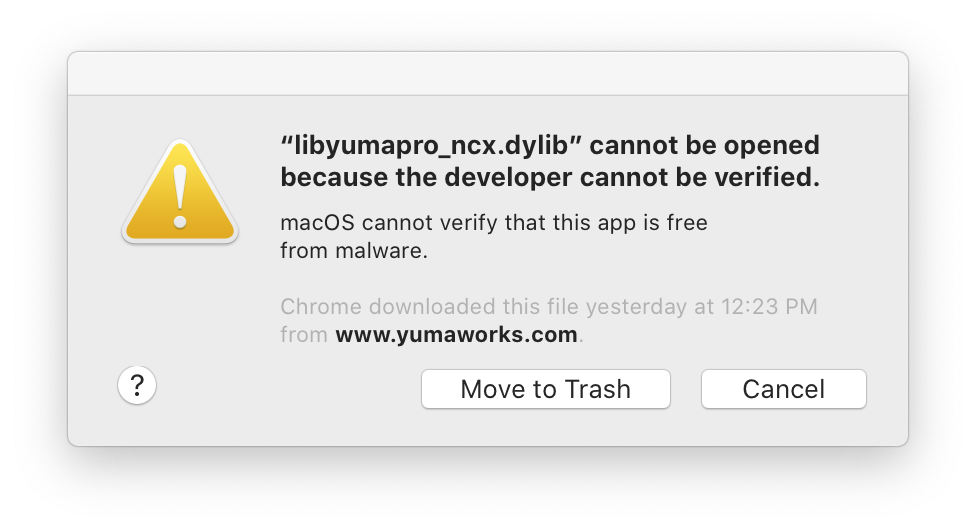 “libyumapro_ncx.dylib” cannot be opened
because the developer cannot be verified.
macOS cannot verify that this app is free
from malware.
Chrome downloaded this file yesterday at 12:23 PM
from www.yumaworks.com.
?
Move to Trash
Cancel